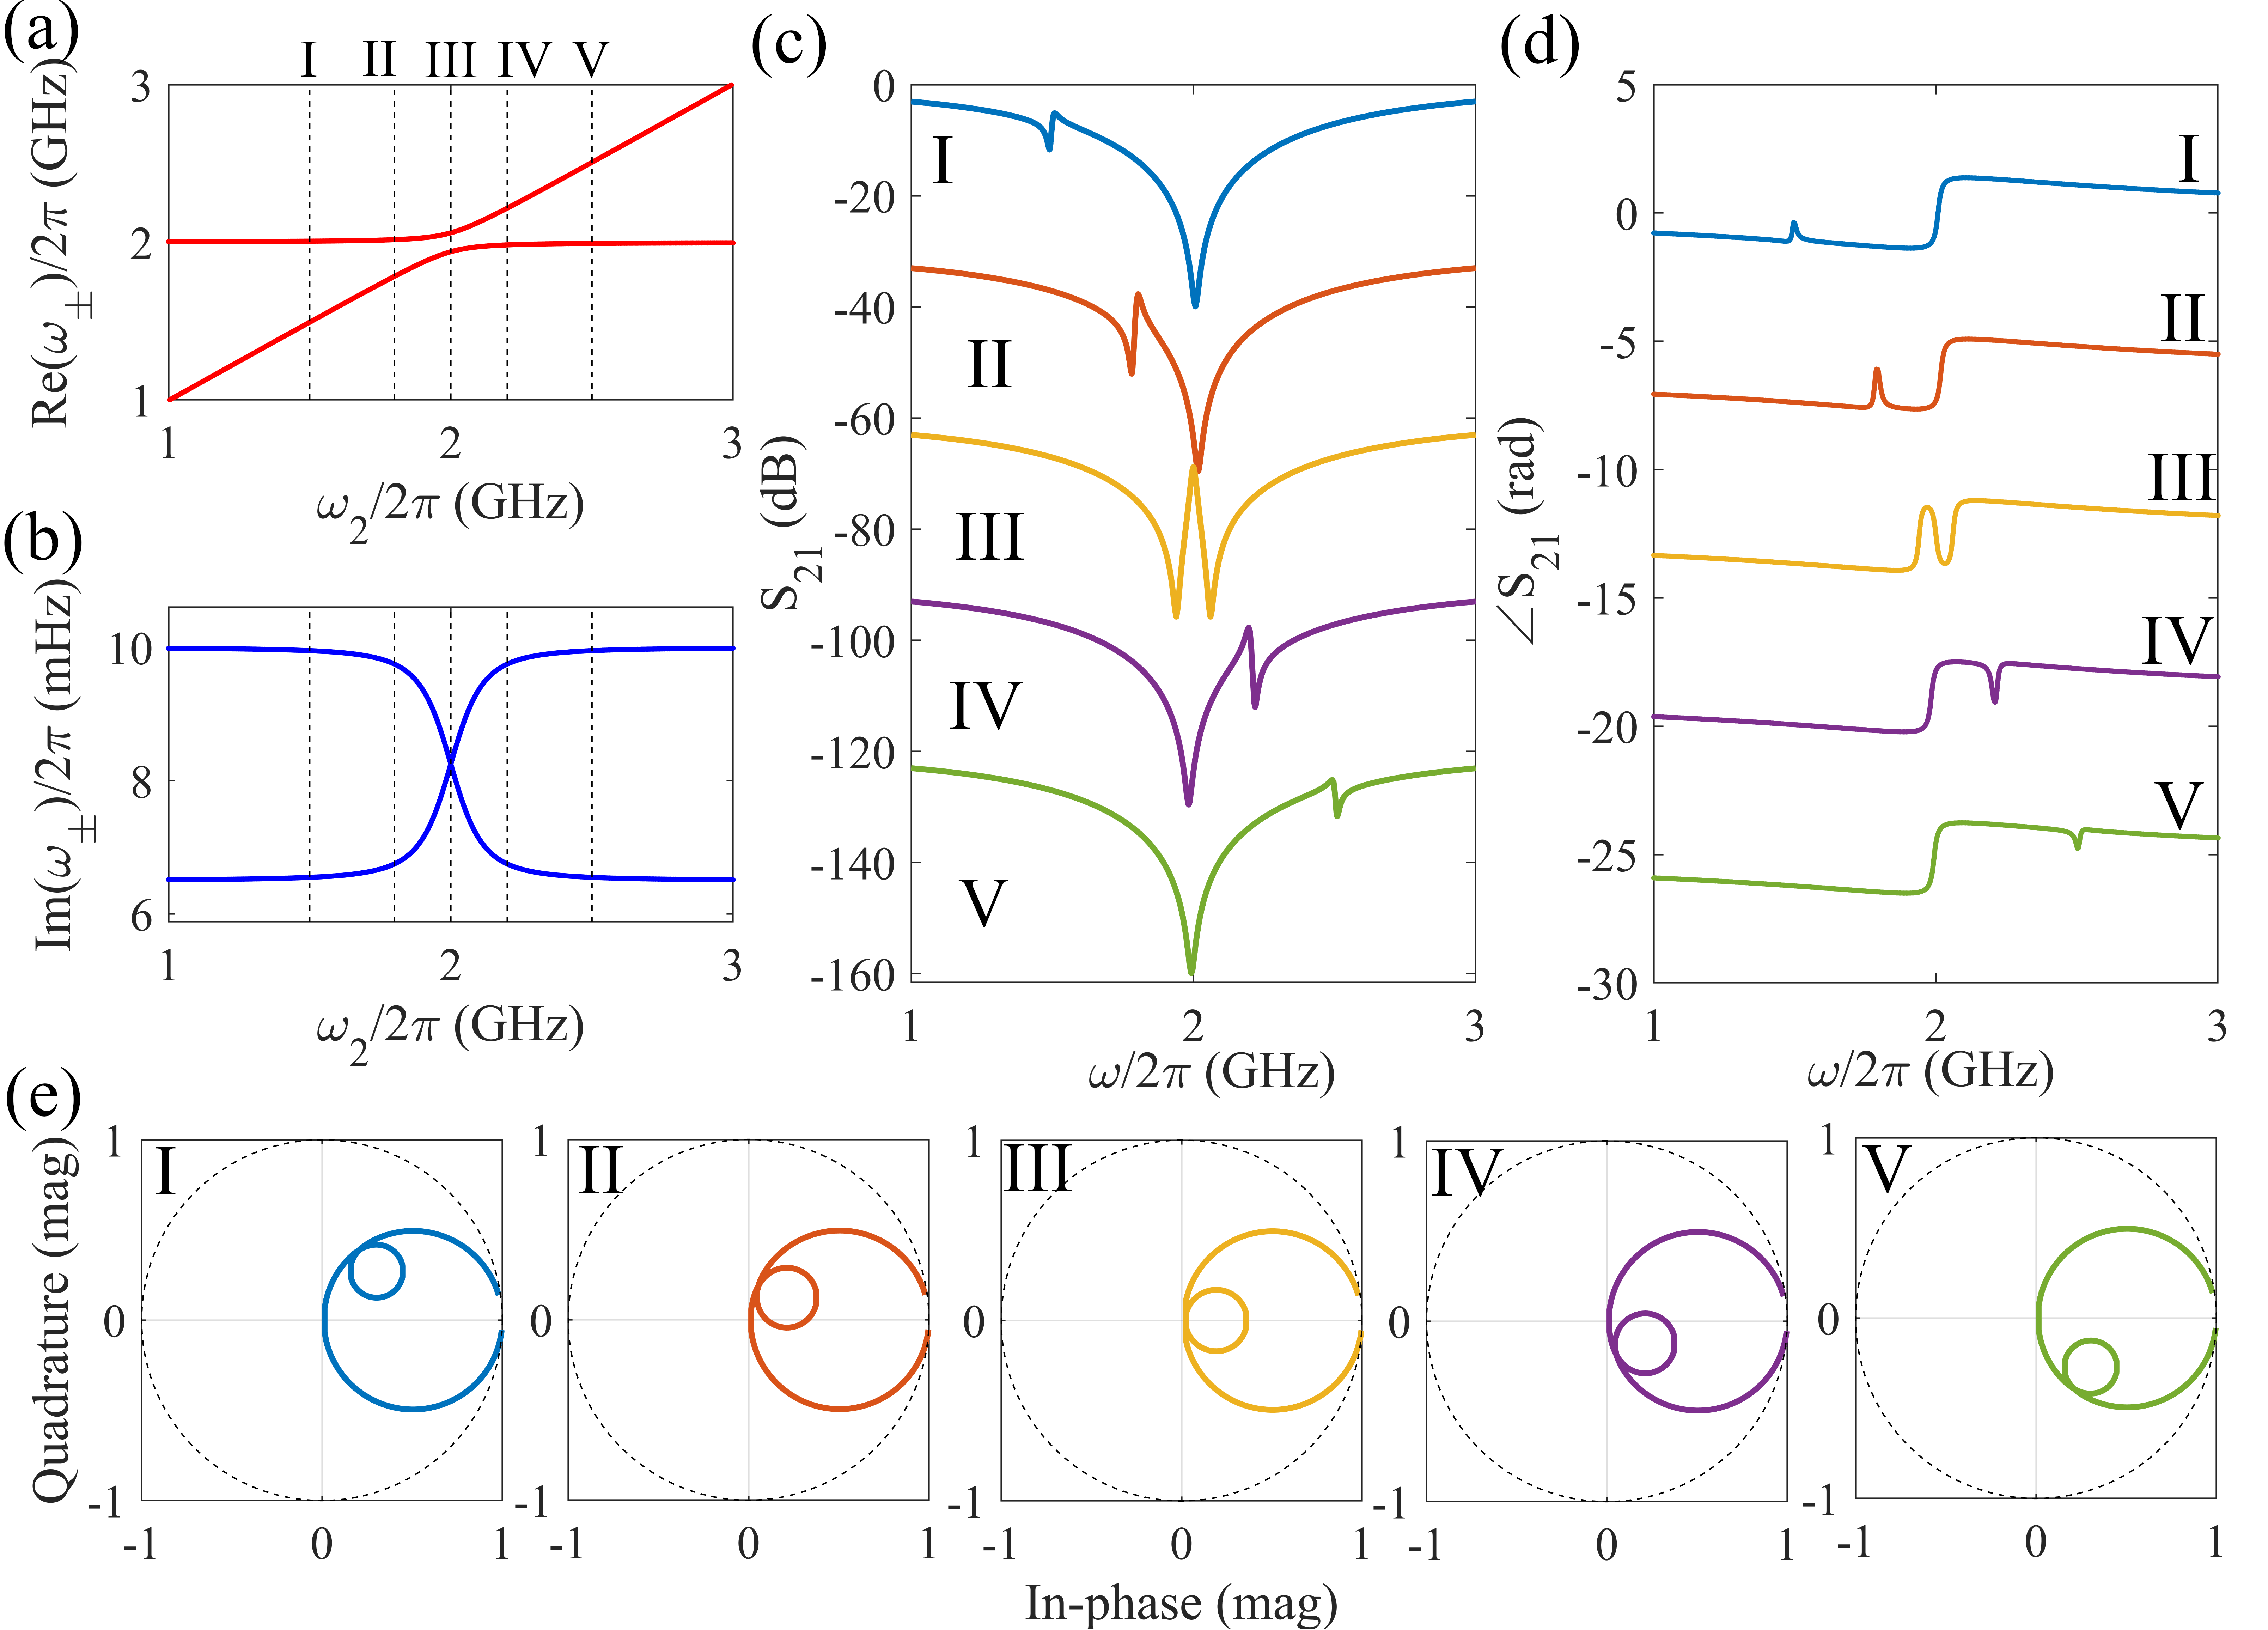 (a)
I II III IV V
Re(ω±)/2π (GHz)
3
2
1
1 2 3
ω2/2π (GHz)
(b)
Im(ω±)/2π (mHz)
10
8
6
1 2 3
ω2/2π (GHz)
(c)
S21 (dB)
0
-20
-40
-60
-80
-100
-120
-140
-160
I
II
III
IV
V
1 2 3
ω/2π (GHz)
(d)
∠S21 (rad)
5
0
-5
-10
-15
-20
-25
-30
I
II
III
IV
V
1 2 3
ω/2π (GHz)
(e)
Quadrature (mag)
I
1
0
-1
-1 0 1
II
1
0
-1
-1 0 1
III
1
0
-1
-1 0 1
IV
1
0
-1
-1 0 1
V
1
0
-1
-1 0 1
In-phase (mag)